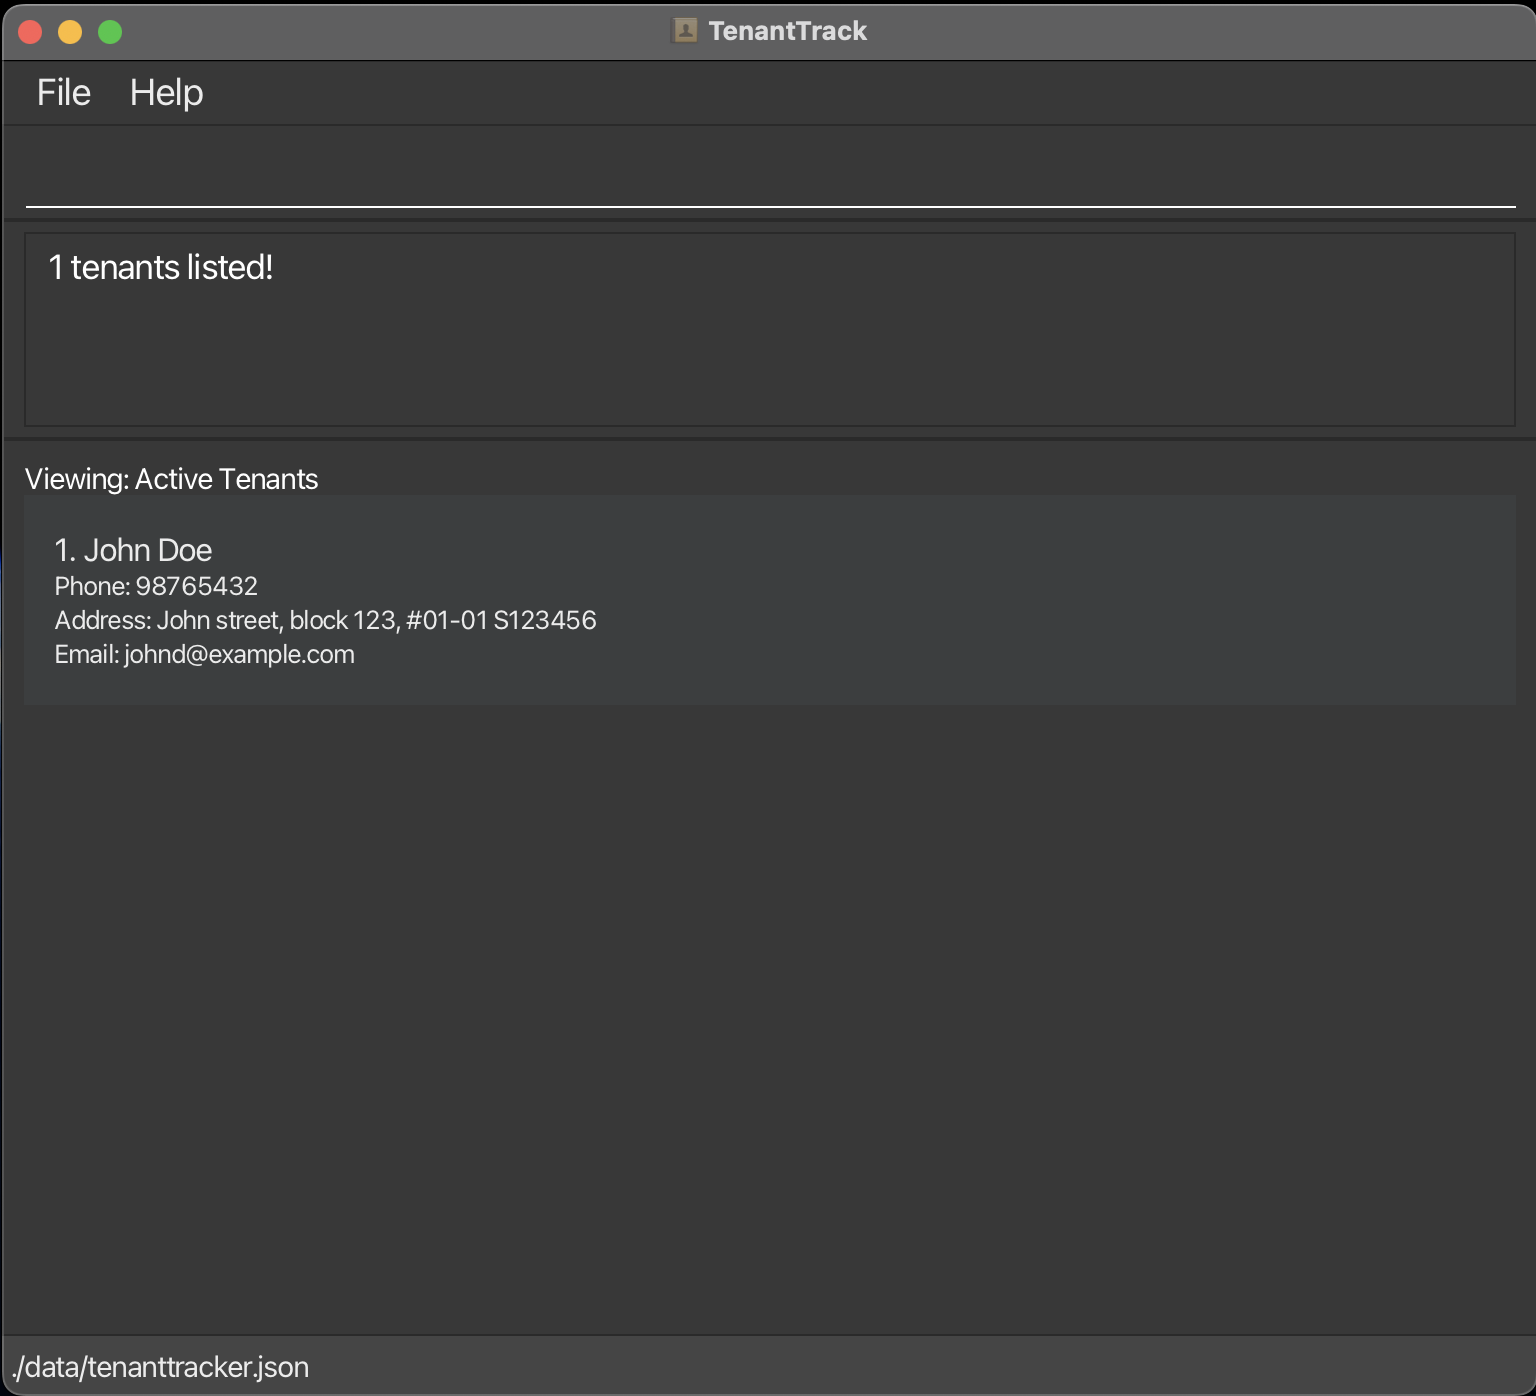 TenantTrack
File Help
1 tenants listed!
Viewing: Active Tenants
1. John Doe
Phone: 98765432
Address: John street, block 123, #01-01 S123456
Email: johnd@example.com
./data/tenanttracker.json